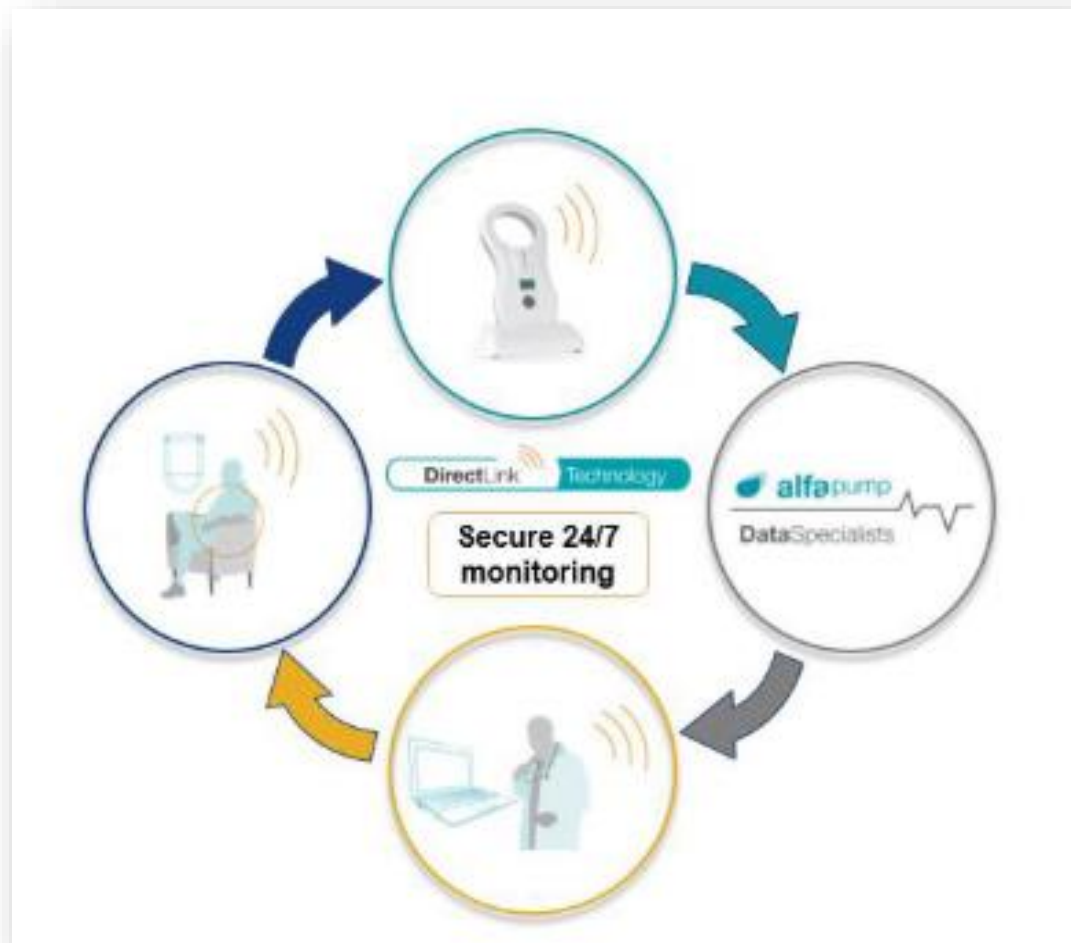 DirectLink Technology
Secure 24/7
monitoring
alfapump
DataSpecialists